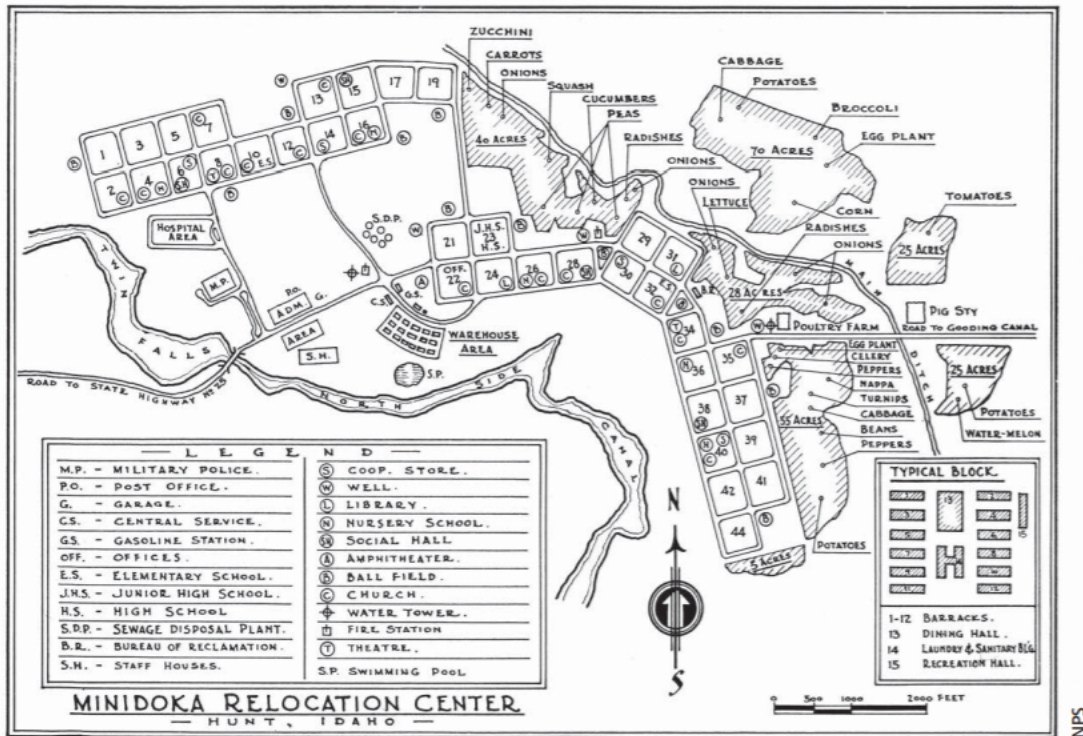 ZUCCHINI
CARROTS
ONIONS
SQUASH
CUCUMBERS
PEAS
RADISHES
ONIONS
40 ACRES
CABBAGE
POTATOES
BROCCOLI
EGG PLANT
70 ACRES
CORN
ONIONS
LETTUCE
RADISHES
ONIONS
28 ACRES
TOMATOES
25 ACRES
MAIN DITCH
PIG STY
POULTRY FARM
ROAD TO GOODING CANAL
EGG PLANT
CELERY
PEPPERS
NAPPA
TURNIPS
CABBAGE
BEANS
PEPPERS
55 ACRES
POTATOES
25 ACRES
POTATOES
WATER-MELON
5 ACRES
1 3 5 7 C
2 C 4 C N 6 S SH 8 T C 10 C E.S. 12 C 14 S 16 C N
13 C 15 SH 17 19
W B B B B B
HOSPITAL AREA
M.P.
P.O.
ADM. G.
AREA
S.H.
S.D.P.
W B
21
J.H.S. 23 H.S.
OFF. 22 C
24 L
26 N C
28 C SH
29
30 S
31 L
32 C E.S.
B.R.
34 T C
35 C
36 N
37
38 SH
39
40 N S C
41
42
44
A
C.S.
G.S.
WAREHOUSE AREA
S.P.
TWIN FALLS
NORTH SIDE CANAL
ROAD TO STATE HIGHWAY Nº 25
LEGEND
M.P. - MILITARY POLICE.
P.O. - POST OFFICE.
G. - GARAGE.
C.S. - CENTRAL SERVICE.
G.S. - GASOLINE STATION.
OFF. - OFFICES.
E.S. - ELEMENTARY SCHOOL.
J.H.S. - JUNIOR HIGH SCHOOL.
H.S. - HIGH SCHOOL
S.D.P. - SEWAGE DISPOSAL PLANT.
B.R. - BUREAU OF RECLAMATION.
S.H. - STAFF HOUSES.
S COOP. STORE.
W WELL.
L LIBRARY.
N NURSERY SCHOOL.
SH SOCIAL HALL
A AMPHITHEATER.
B BALL FIELD.
C CHURCH.
WATER TOWER.
FIRE STATION
T THEATRE.
S.P. SWIMMING POOL
MINIDOKA RELOCATION CENTER
— HUNT, IDAHO —
N
S
0 500 1000 2000 FEET
TYPICAL BLOCK
13
15
1-12 BARRACKS.
13 DINING HALL.
14 LAUNDRY & SANITARY BLG.
15 RECREATION HALL.
NPS